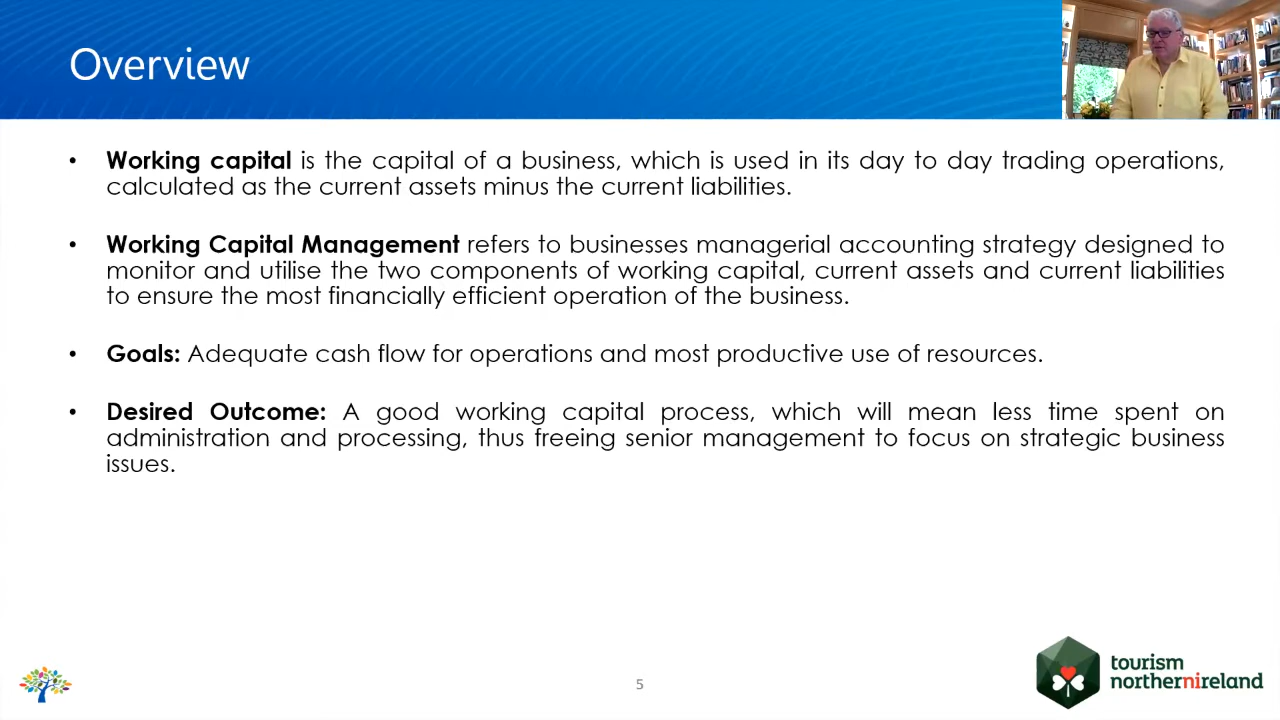 Overview
• Working capital is the capital of a business, which is used in its day to day trading operations,
calculated as the current assets minus the current liabilities.
• Working Capital Management refers to businesses managerial accounting strategy designed to
monitor and utilise the two components of working capital, current assets and current liabilities
to ensure the most financially efficient operation of the business.
• Goals: Adequate cash flow for operations and most productive use of resources.
• Desired Outcome: A good working capital process, which will mean less time spent on
administration and processing, thus freeing senior management to focus on strategic business
issues.
5
tourism
northernireland